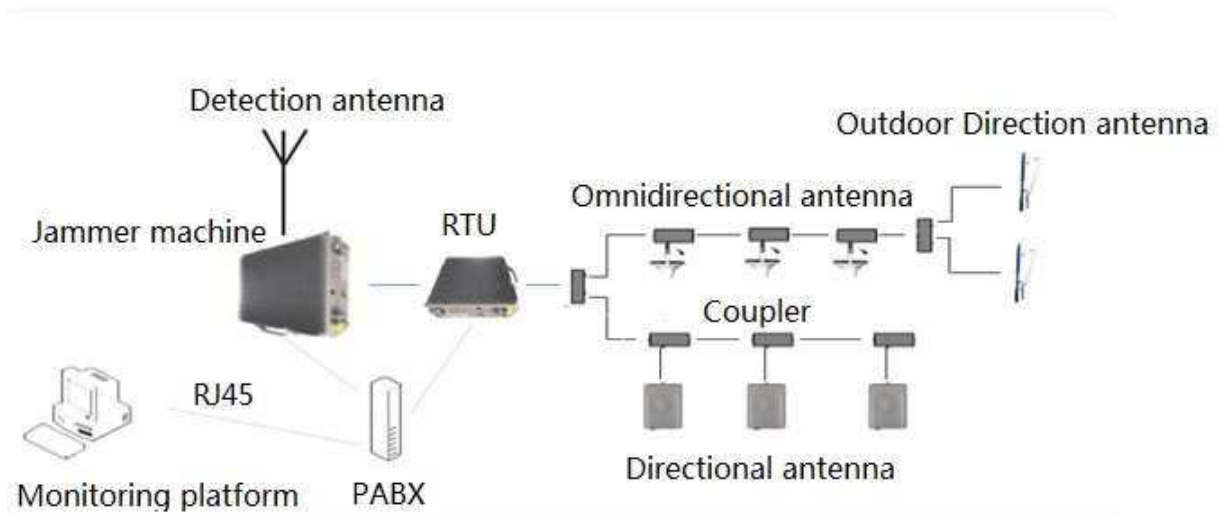 Detection antenna
Outdoor Direction antenna
Omnidirectional antenna
Jammer machine
RTU
Coupler
RJ45
Directional antenna
Monitoring platform
PABX